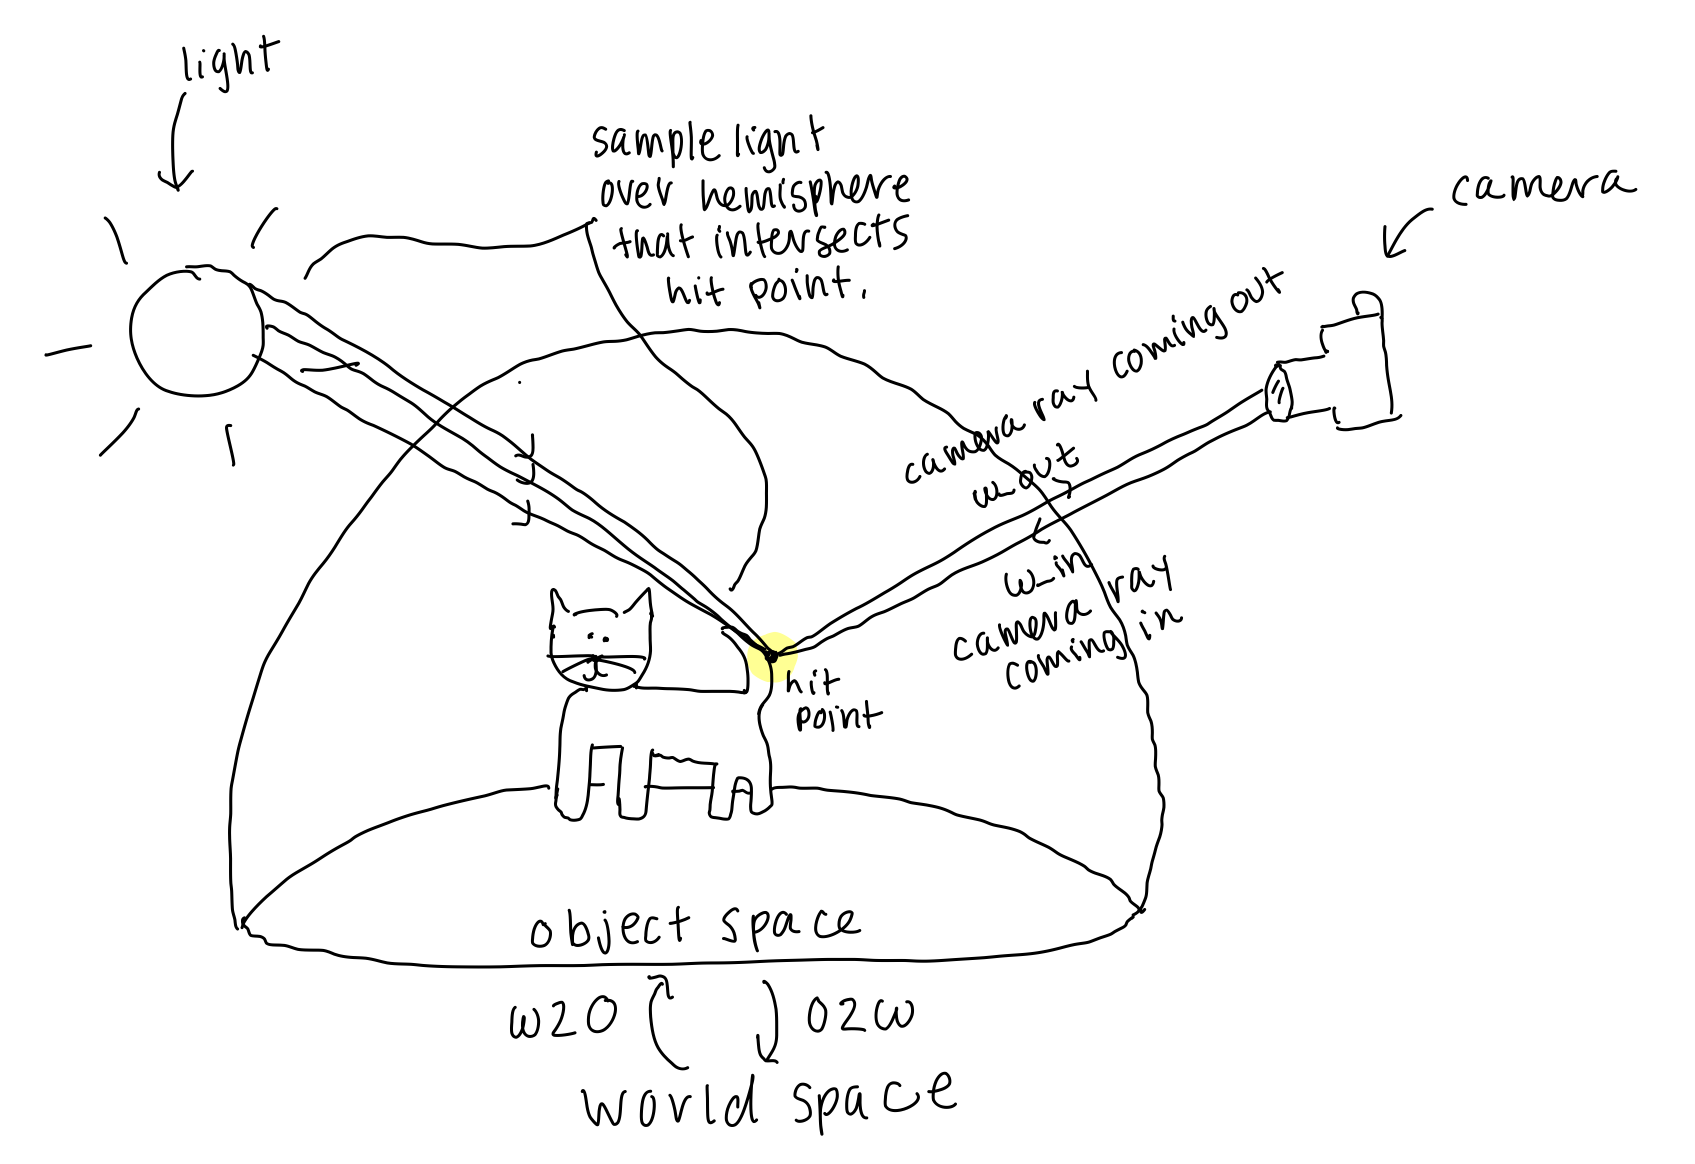 light
sample light
over hemisphere
that intersects
hit point.
camera
camera ray coming out
w_out
w_in
camera ray
coming in
hit
point
object space
w2o
o2w
world space